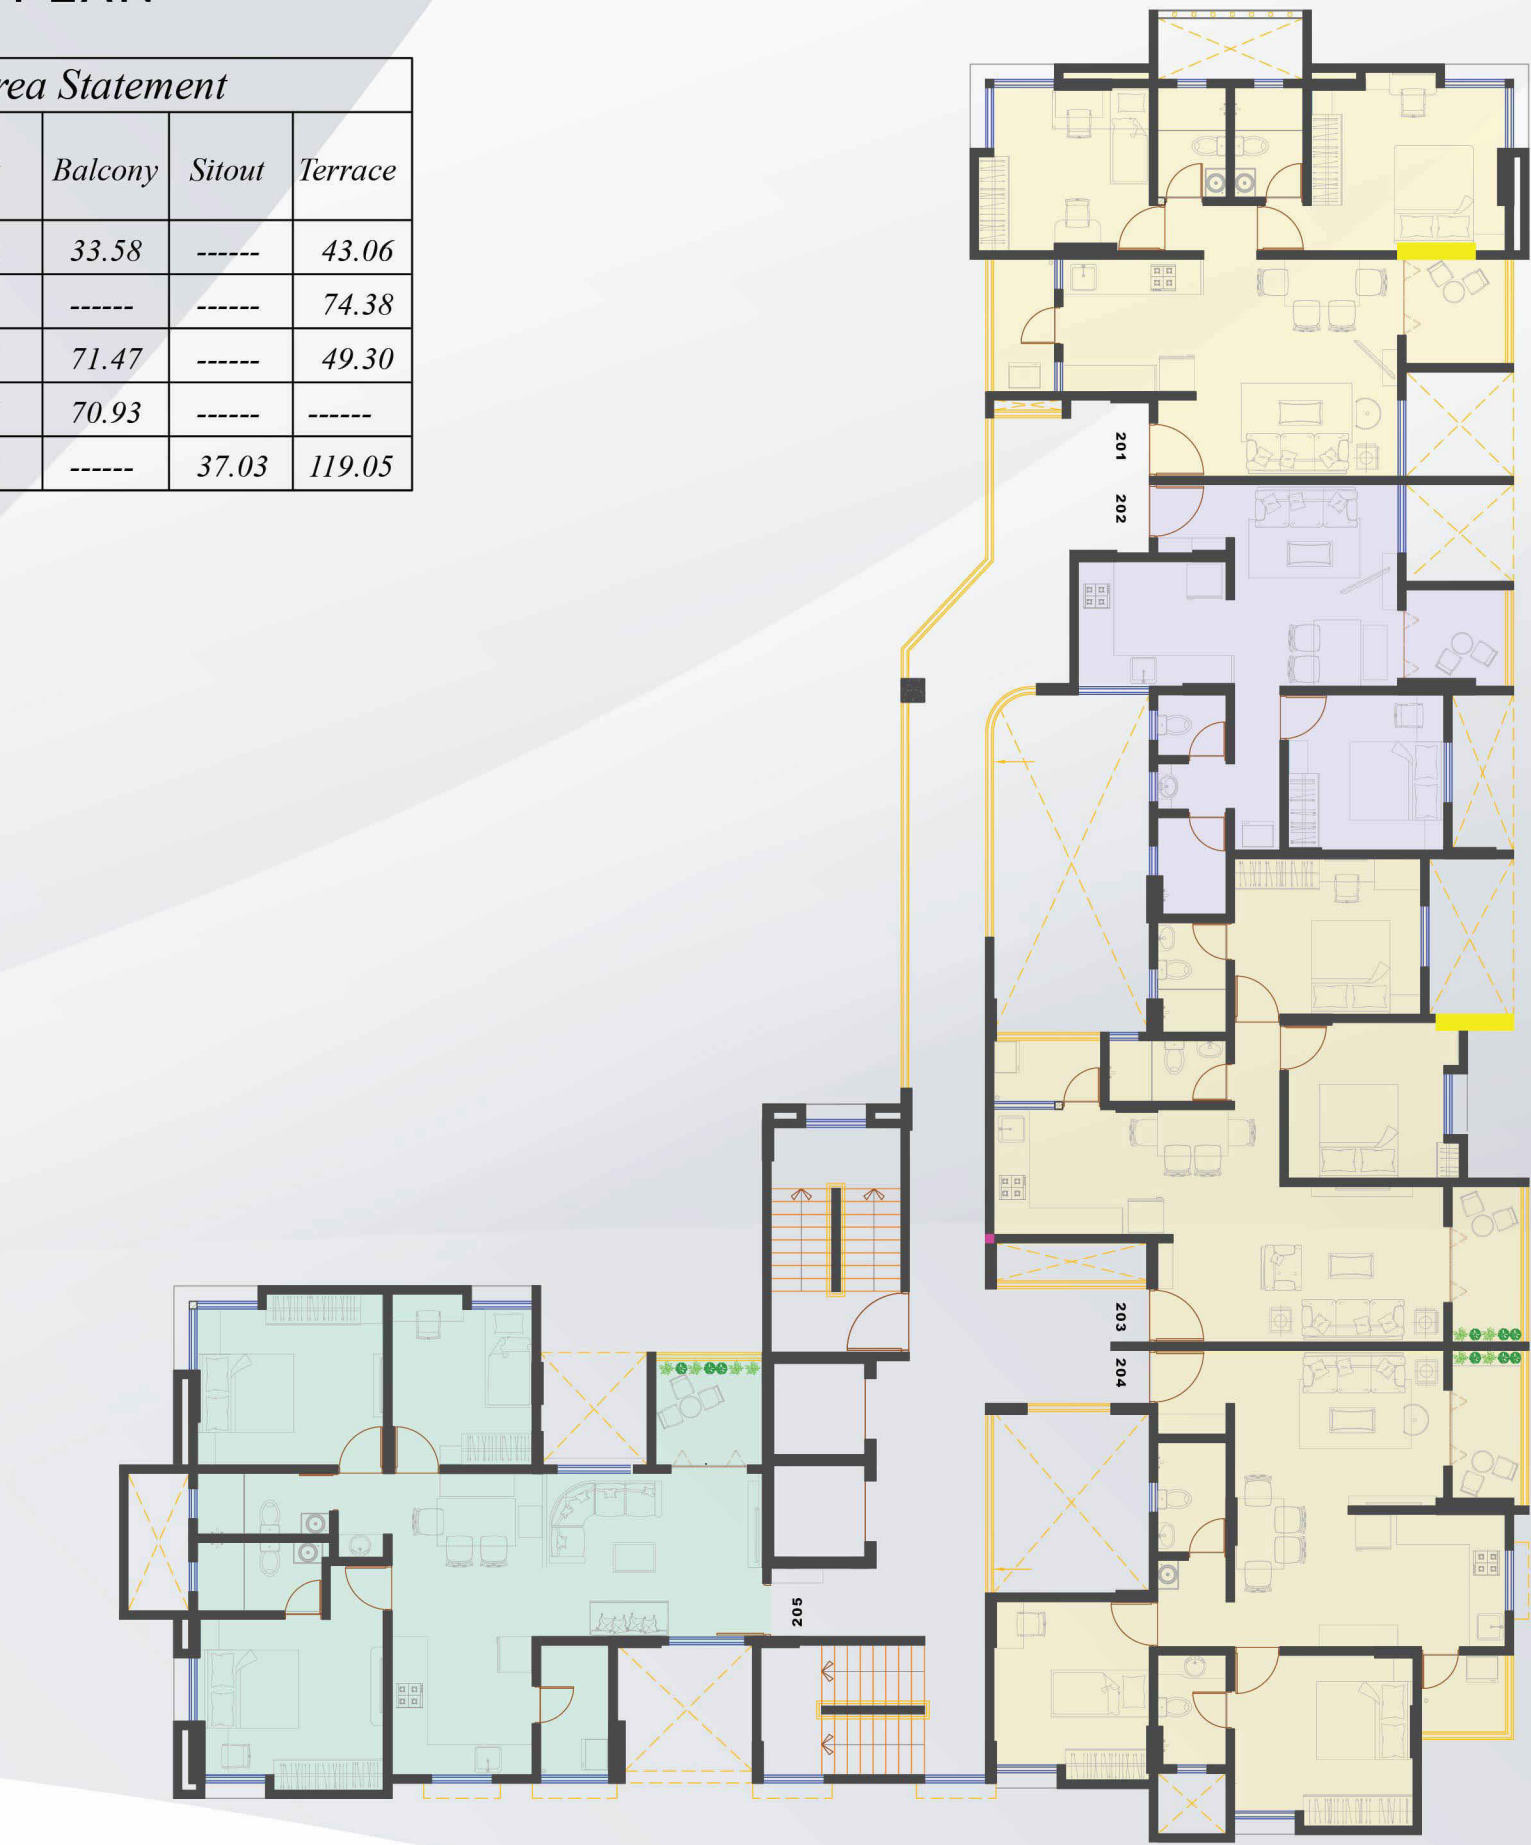 PLAN
rea Statement
Balcony Sitout Terrace
33.58 ------ 43.06
------ ------ 74.38
71.47 ------ 49.30
70.93 ------ ------
------ 37.03 119.05
201
202
203
204
205